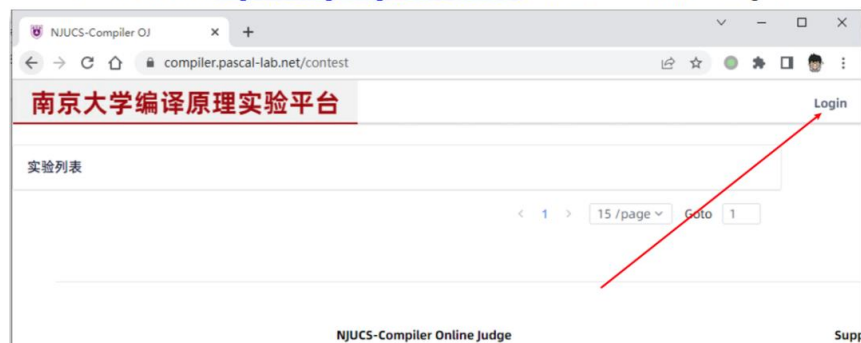 NJUCS-Compiler OJ
compiler.pascal-lab.net/contest
南京大学编译原理实验平台
Login
实验列表
1 15 /page Goto 1
NJUCS-Compiler Online Judge
Supp